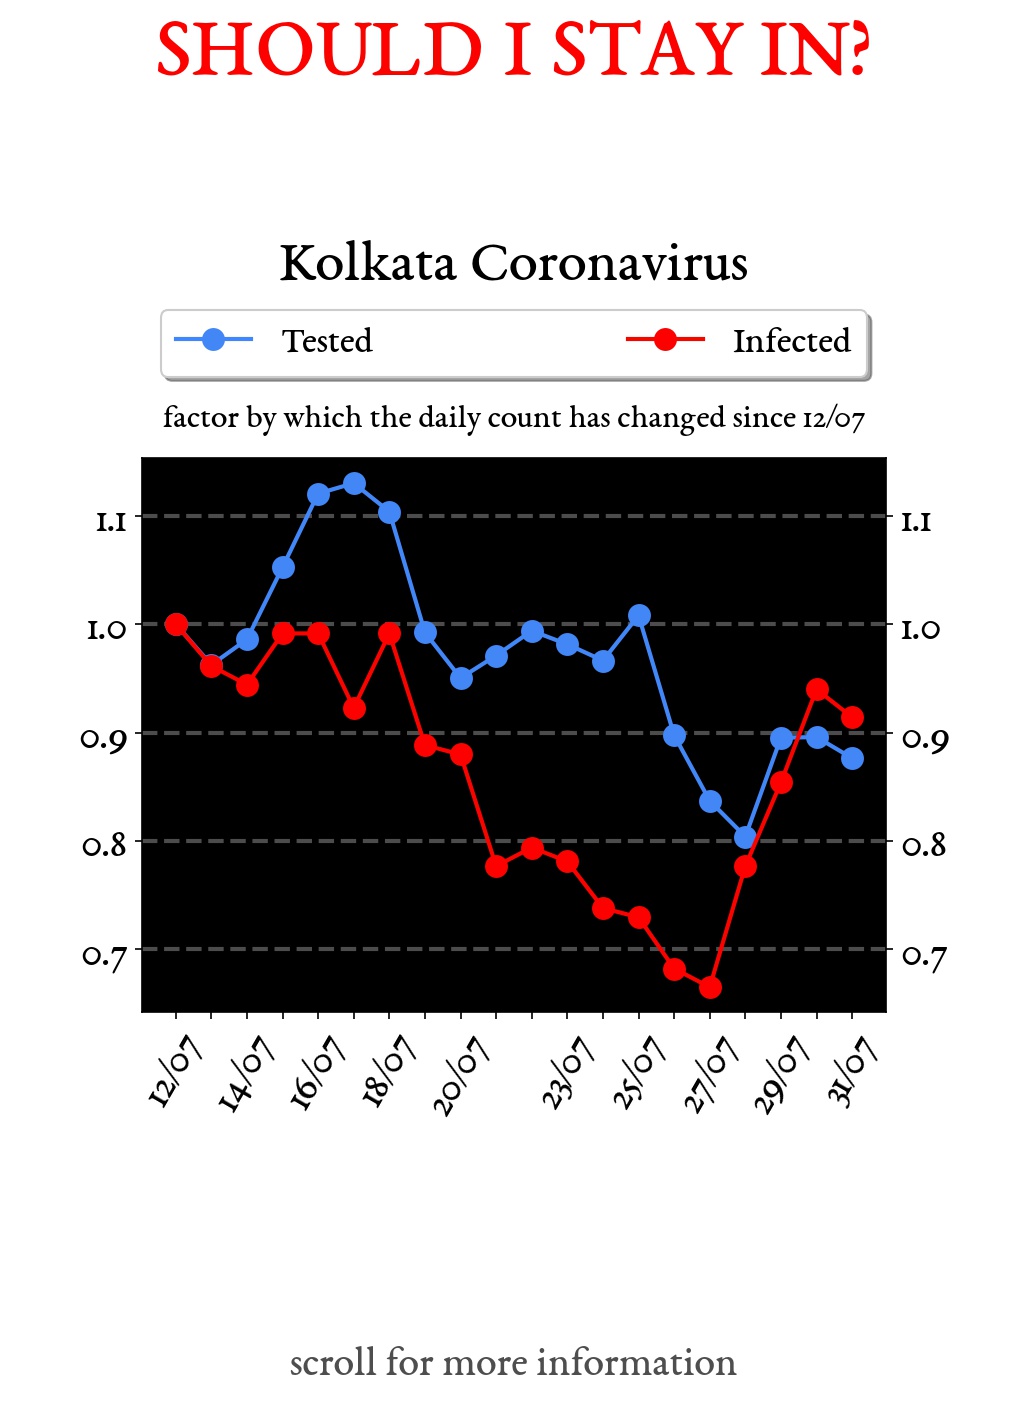 SHOULD I STAY IN?
Kolkata Coronavirus
Tested Infected
factor by which the daily count has changed since 12/07
1.1 1.1
1.0 1.0
0.9 0.9
0.8 0.8
0.7 0.7
12/07 14/07 16/07 18/07 20/07 23/07 25/07 27/07 29/07 31/07
scroll for more information